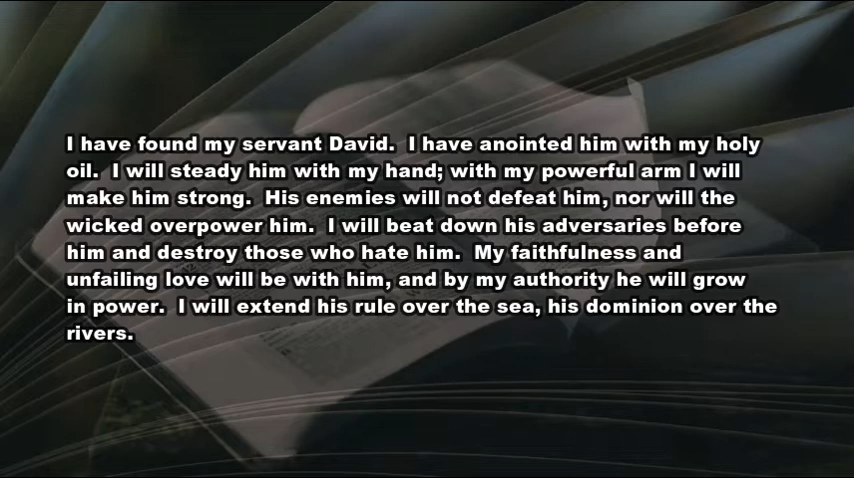 I have found my servant David.  I have anointed him with my holy
oil.  I will steady him with my hand; with my powerful arm I will
make him strong.  His enemies will not defeat him, nor will the
wicked overpower him.  I will beat down his adversaries before
him and destroy those who hate him.  My faithfulness and
unfailing love will be with him, and by my authority he will grow
in power.  I will extend his rule over the sea, his dominion over the
rivers.